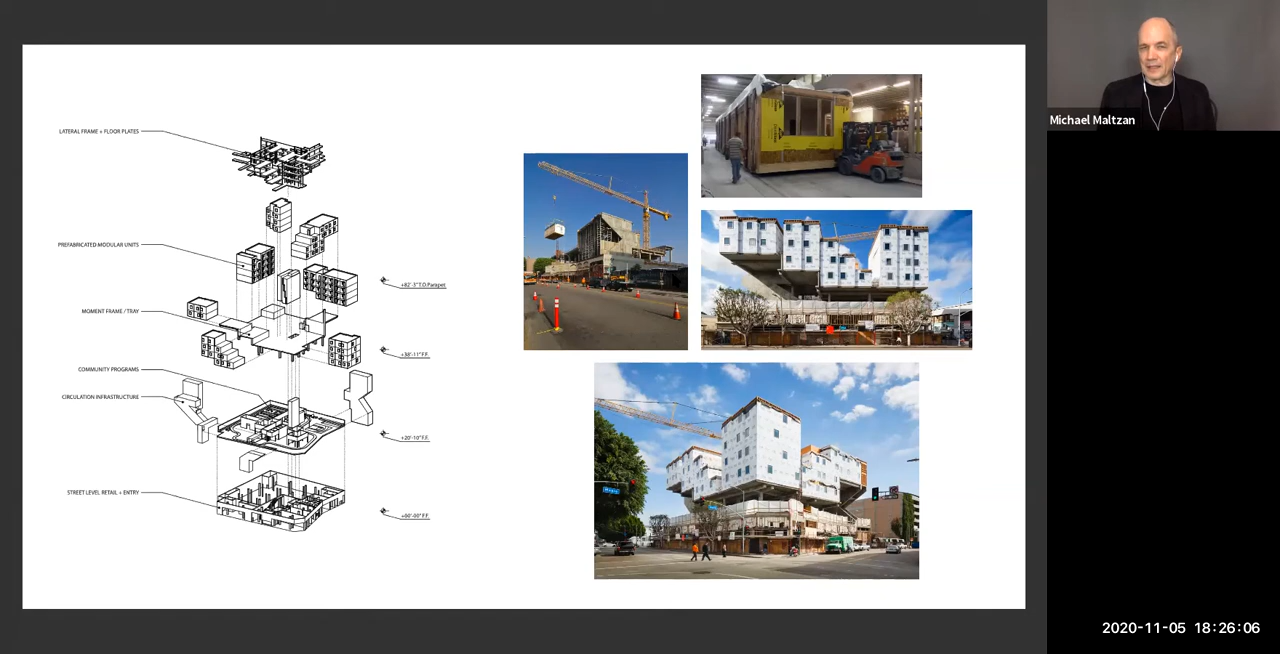 LATERAL FRAME + FLOOR PLATES
PREFABRICATED MODULAR UNITS
+82'-3" T.O.Parapet
MOMENT FRAME / TRAY
+38'-11" F.F.
COMMUNITY PROGRAMS
CIRCULATION INFRASTRUCTURE
+20'-10" F.F.
STREET LEVEL RETAIL + ENTRY
+00'-00" F.F.
Michael Maltzan
2020-11-05 18:26:06